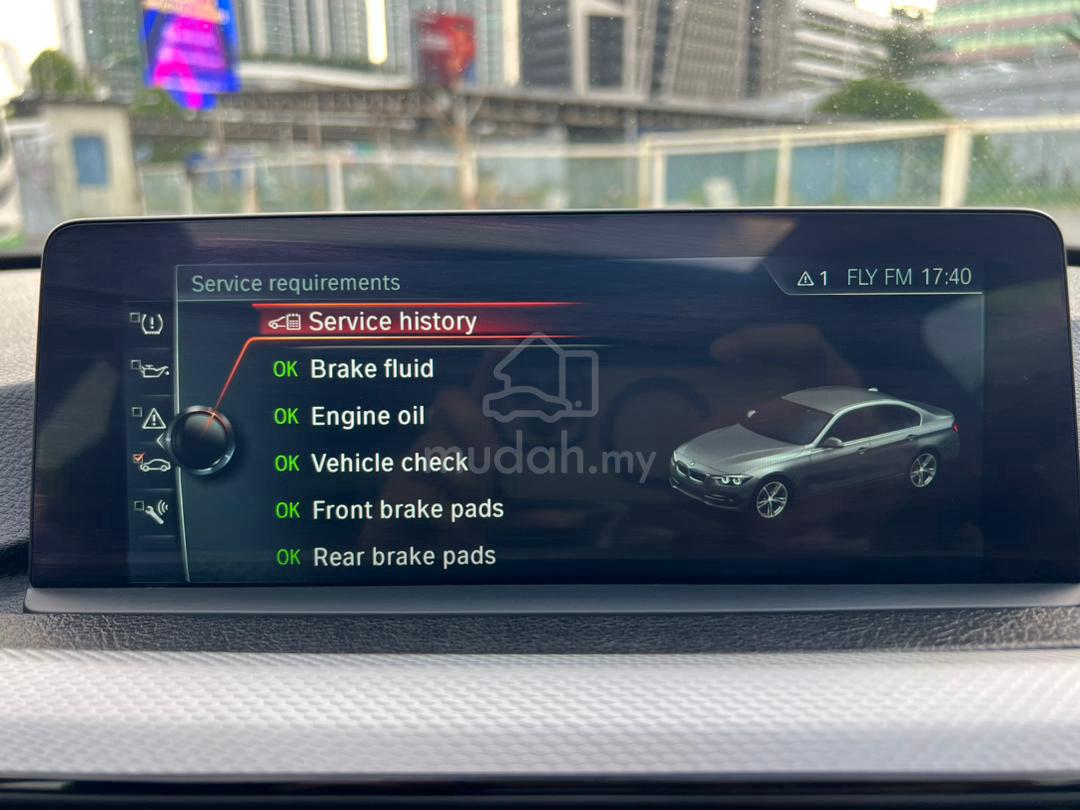 Service requirements
1 FLY FM 17:40
Service history
OK Brake fluid
OK Engine oil
OK Vehicle check
OK Front brake pads
OK Rear brake pads
mudah.my